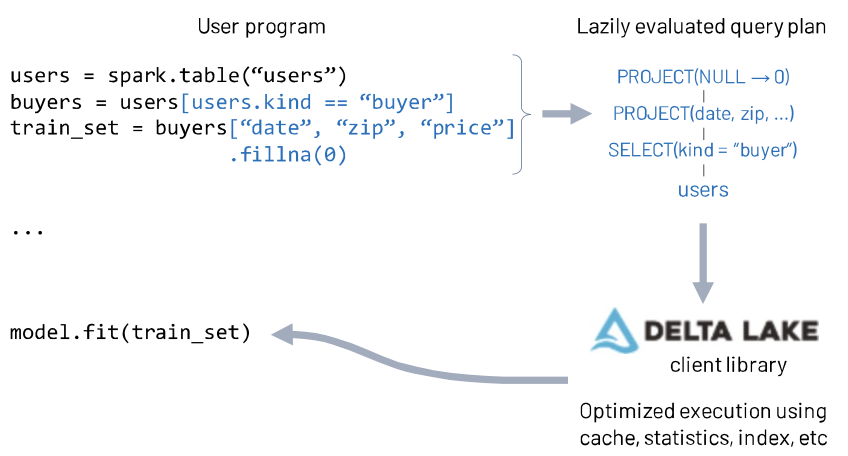 User program
users = spark.table(“users”)
buyers = users[users.kind == “buyer”]
train_set = buyers[“date”, “zip”, “price”]
.fillna(0)
...
model.fit(train_set)
Lazily evaluated query plan
PROJECT(NULL → 0)
PROJECT(date, zip, ...)
SELECT(kind = “buyer”)
users
DELTA LAKE
client library
Optimized execution using
cache, statistics, index, etc